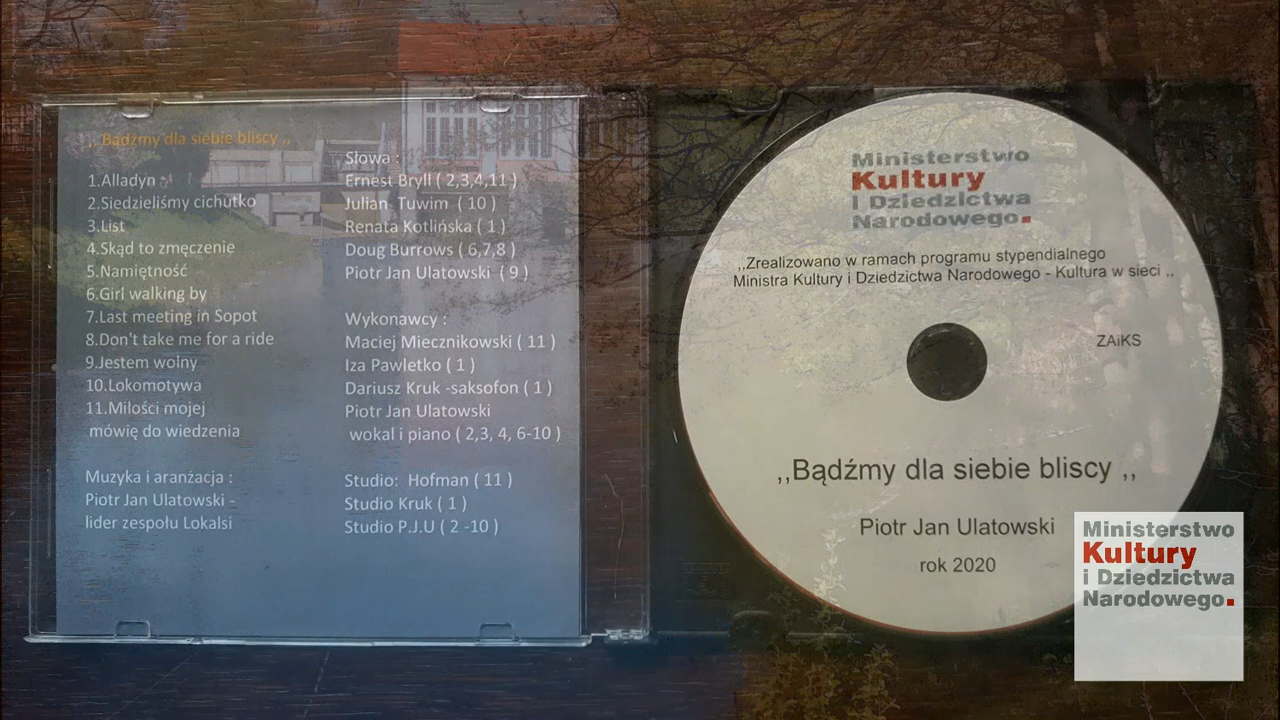 ,, Bądźmy dla siebie bliscy ,,
1.Alladyn
2.Siedzieliśmy cichutko
3.List
4.Skąd to zmęczenie
5.Namiętność
6.Girl walking by
7.Last meeting in Sopot
8.Don't take me for a ride
9.Jestem wolny
10.Lokomotywa
11.Miłości mojej
mówię do wiedzenia
Muzyka i aranżacja :
Piotr Jan Ulatowski -
lider zespołu Lokalsi
Słowa :
Ernest Bryll ( 2,3,4,11 )
Julian Tuwim ( 10 )
Renata Kotlińska ( 1 )
Doug Burrows ( 6,7,8 )
Piotr Jan Ulatowski ( 9 )
Wykonawcy :
Maciej Miecznikowski ( 11 )
Iza Pawletko ( 1 )
Dariusz Kruk -saksofon ( 1 )
Piotr Jan Ulatowski
wokal i piano ( 2,3, 4, 6-10 )
Studio: Hofman ( 11 )
Studio Kruk ( 1 )
Studio P.J.U ( 2 -10 )
Ministerstwo
Kultury
i Dziedzictwa
Narodowego.
,,Zrealizowano w ramach programu stypendialnego
Ministra Kultury i Dziedzictwa Narodowego - Kultura w sieci ,,
ZAiKS
,,Bądźmy dla siebie bliscy ,,
Piotr Jan Ulatowski
rok 2020
Ministerstwo
Kultury
i Dziedzictwa
Narodowego.